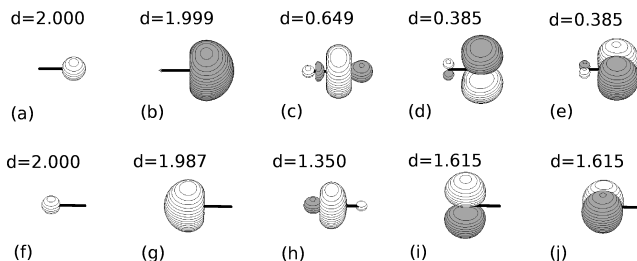 d=2.000 d=1.999 d=0.649 d=0.385 d=0.385
(a) (b) (c) (d) (e)
d=2.000 d=1.987 d=1.350 d=1.615 d=1.615
(f) (g) (h) (i) (j)